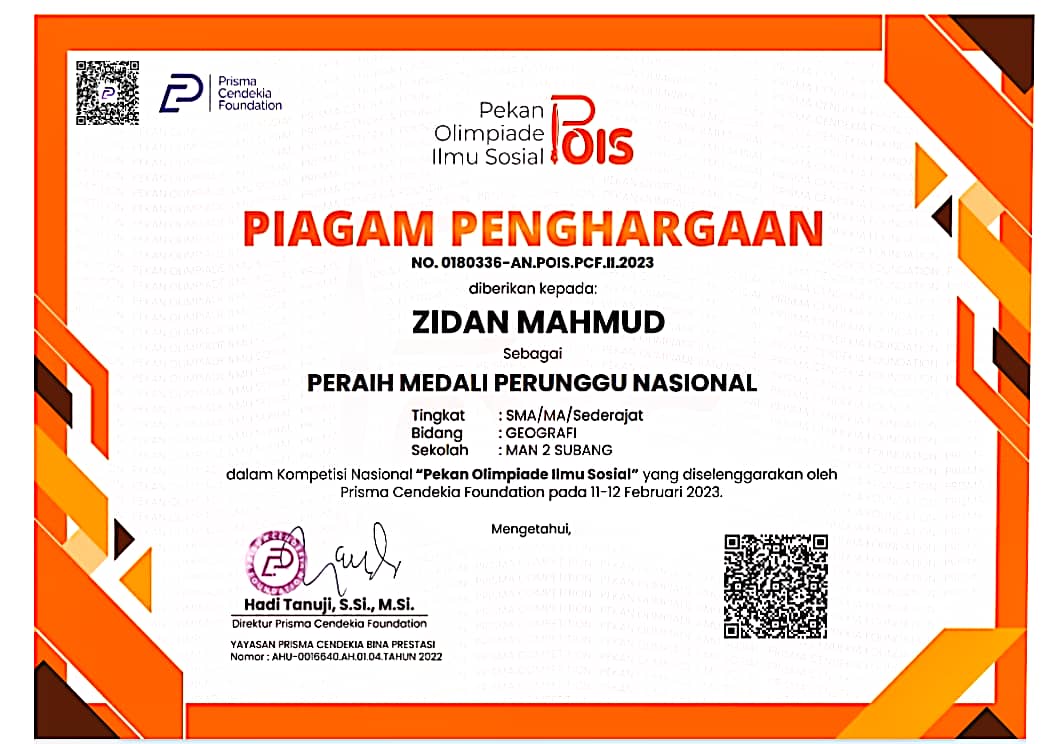 Prisma
Cendekia
Foundation
Pekan
Olimpiade
Ilmu Sosial
POIS
PIAGAM PENGHARGAAN
NO. 0180336-AN.POIS.PCF.II.2023
diberikan kepada:
ZIDAN MAHMUD
Sebagai
PERAIH MEDALI PERUNGGU NASIONAL
Tingkat : SMA/MA/Sederajat
Bidang : GEOGRAFI
Sekolah : MAN 2 SUBANG
dalam Kompetisi Nasional “Pekan Olimpiade Ilmu Sosial” yang diselenggarakan oleh
Prisma Cendekia Foundation pada 11-12 Februari 2023.
Mengetahui,
Hadi Tanuji, S.Si., M.Si.
Direktur Prisma Cendekia Foundation
YAYASAN PRISMA CENDEKIA BINA PRESTASI
Nomor : AHU-0016640.AH.01.04.TAHUN 2022